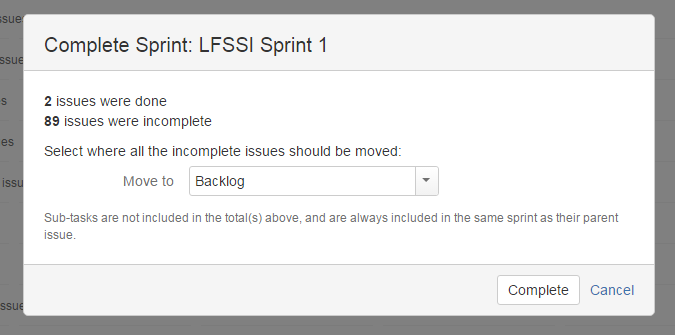 Complete Sprint: LFSSI Sprint 1
2 issues were done
89 issues were incomplete
Select where all the incomplete issues should be moved:
Move to Backlog
Sub-tasks are not included in the total(s) above, and are always included in the same sprint as their parent
issue.
Complete Cancel